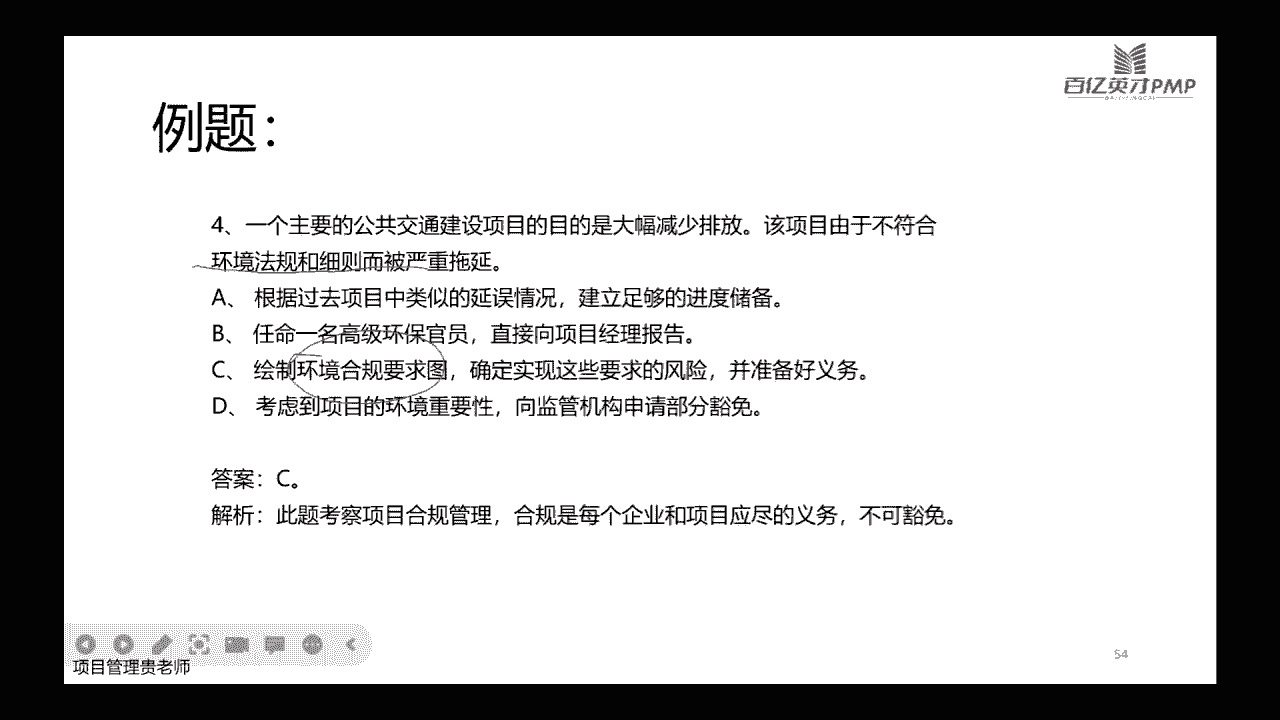 百亿英才PMP
例题：
4、一个主要的公共交通建设项目的目的是大幅减少排放。该项目由于不符合
环境法规和细则而被严重拖延。
A、 根据过去项目中类似的延误情况，建立足够的进度储备。
B、 任命一名高级环保官员，直接向项目经理报告。
C、 绘制环境合规要求图，确定实现这些要求的风险，并准备好义务。
D、 考虑到项目的环境重要性，向监管机构申请部分豁免。
答案：C。
解析：此题考察项目合规管理，合规是每个企业和项目应尽的义务，不可豁免。
54
项目管理贵老师